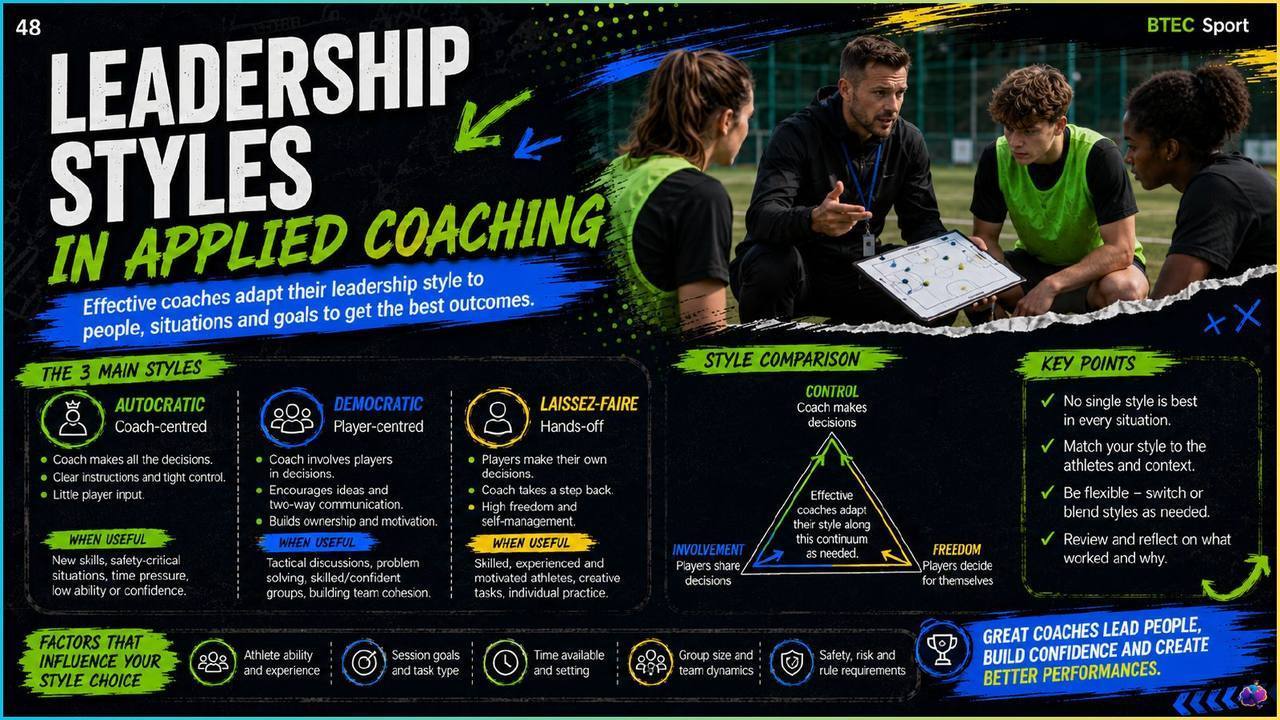 48
BTEC Sport
LEADERSHIP
STYLES
IN APPLIED COACHING
Effective coaches adapt their leadership style to
people, situations and goals to get the best outcomes.
THE 3 MAIN STYLES
AUTOCRATIC
Coach-centred
Coach makes all the decisions.
Clear instructions and tight control.
Little player input.
WHEN USEFUL
New skills, safety-critical
situations, time pressure,
low ability or confidence.
DEMOCRATIC
Player-centred
Coach involves players
in decisions.
Encourages ideas and
two-way communication.
Builds ownership and motivation.
WHEN USEFUL
Tactical discussions, problem
solving, skilled/confident
groups, building team cohesion.
LAISSEZ-FAIRE
Hands-off
Players make their own
decisions.
Coach takes a step back.
High freedom and
self-management.
WHEN USEFUL
Skilled, experienced and
motivated athletes, creative
tasks, individual practice.
STYLE COMPARISON
CONTROL
Coach makes
decisions
Effective
coaches adapt
their style along
this continuum
as needed.
INVOLVEMENT
Players share
decisions
FREEDOM
Players decide
for themselves
KEY POINTS
No single style is best
in every situation.
Match your style to the
athletes and context.
Be flexible – switch or
blend styles as needed.
Review and reflect on what
worked and why.
FACTORS THAT
INFLUENCE YOUR
STYLE CHOICE
Athlete ability
and experience
Session goals
and task type
Time available
and setting
Group size and
team dynamics
Safety, risk and
rule requirements
GREAT COACHES LEAD PEOPLE,
BUILD CONFIDENCE AND CREATE
BETTER PERFORMANCES.